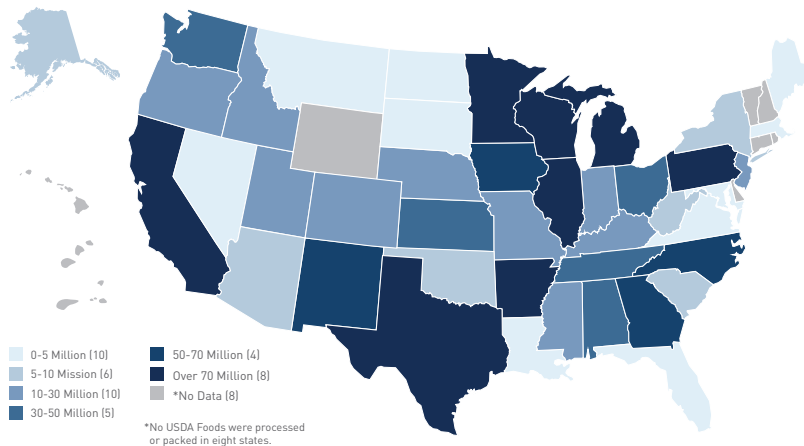 0-5 Million (10)
5-10 Mission (6)
10-30 Million (10)
30-50 Million (5)
50-70 Million (4)
Over 70 Million (8)
*No Data (8)
*No USDA Foods were processed
or packed in eight states.